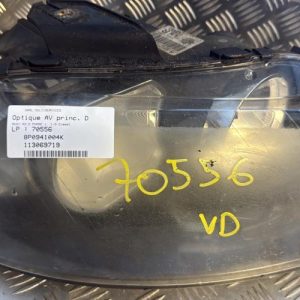 Optique AV princ. D
LP : 70556
8P0941004K
113069719
70556
VD